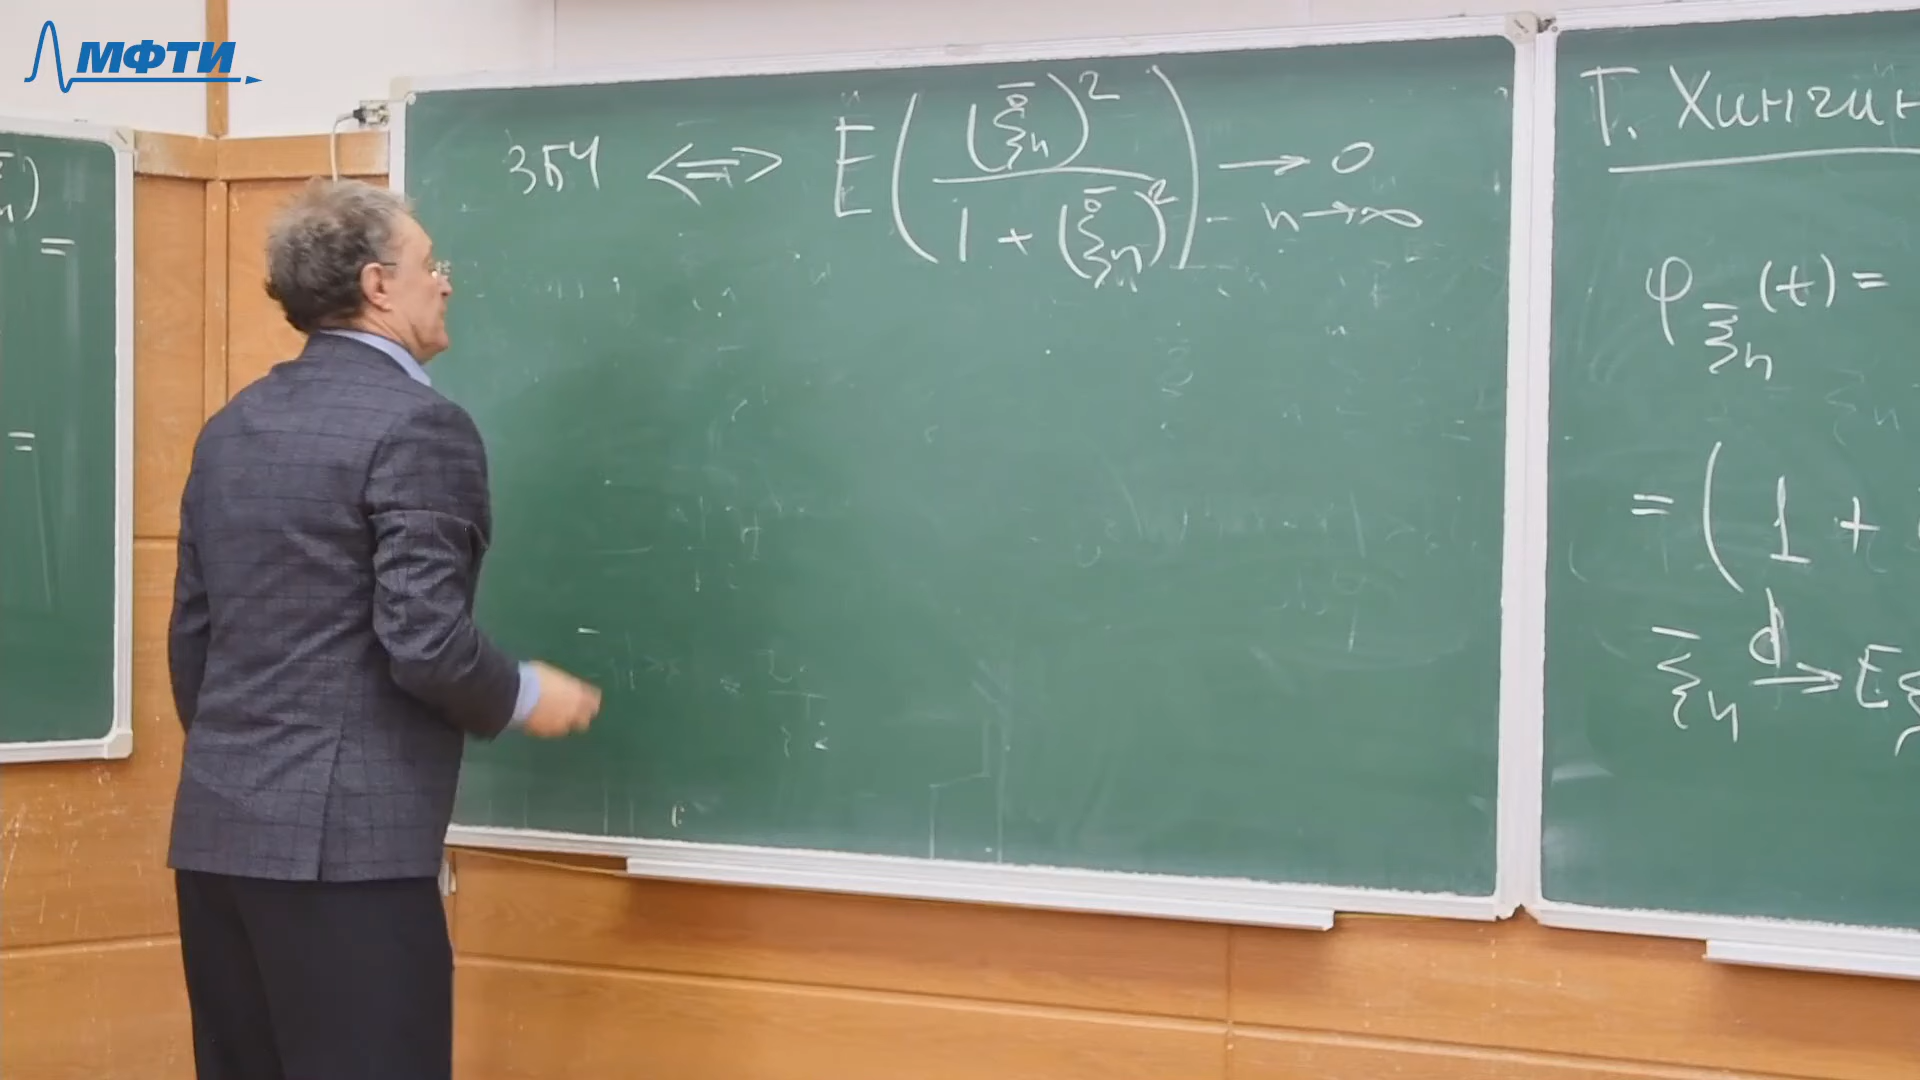 МФТИ
ЗБЧ <=> E( (ξ̄°ₙ)² / (1 + (ξ̄°ₙ)²) ) → 0
n→∞
Т. Хинчин
φ_ξ̄ₙ(t) =
= (1 +
ξ̄ₙ d→ Eξ
n)
=
=